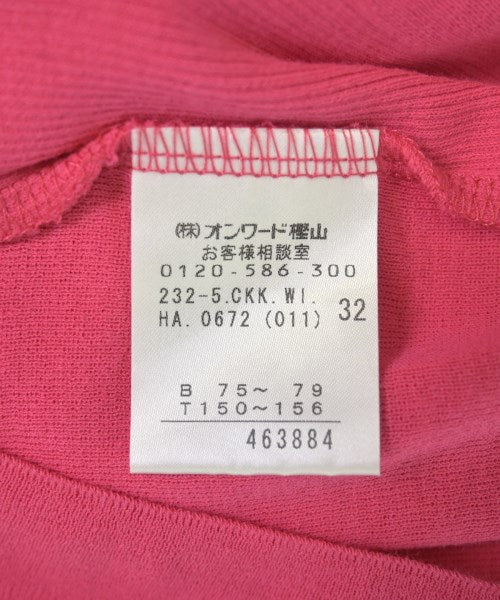 (株)オンワード樫山
お客様相談室
0120-586-300
232-5.CKK.WI.
HA.0672 (011) 32
B 75～ 79
T150～156
463884